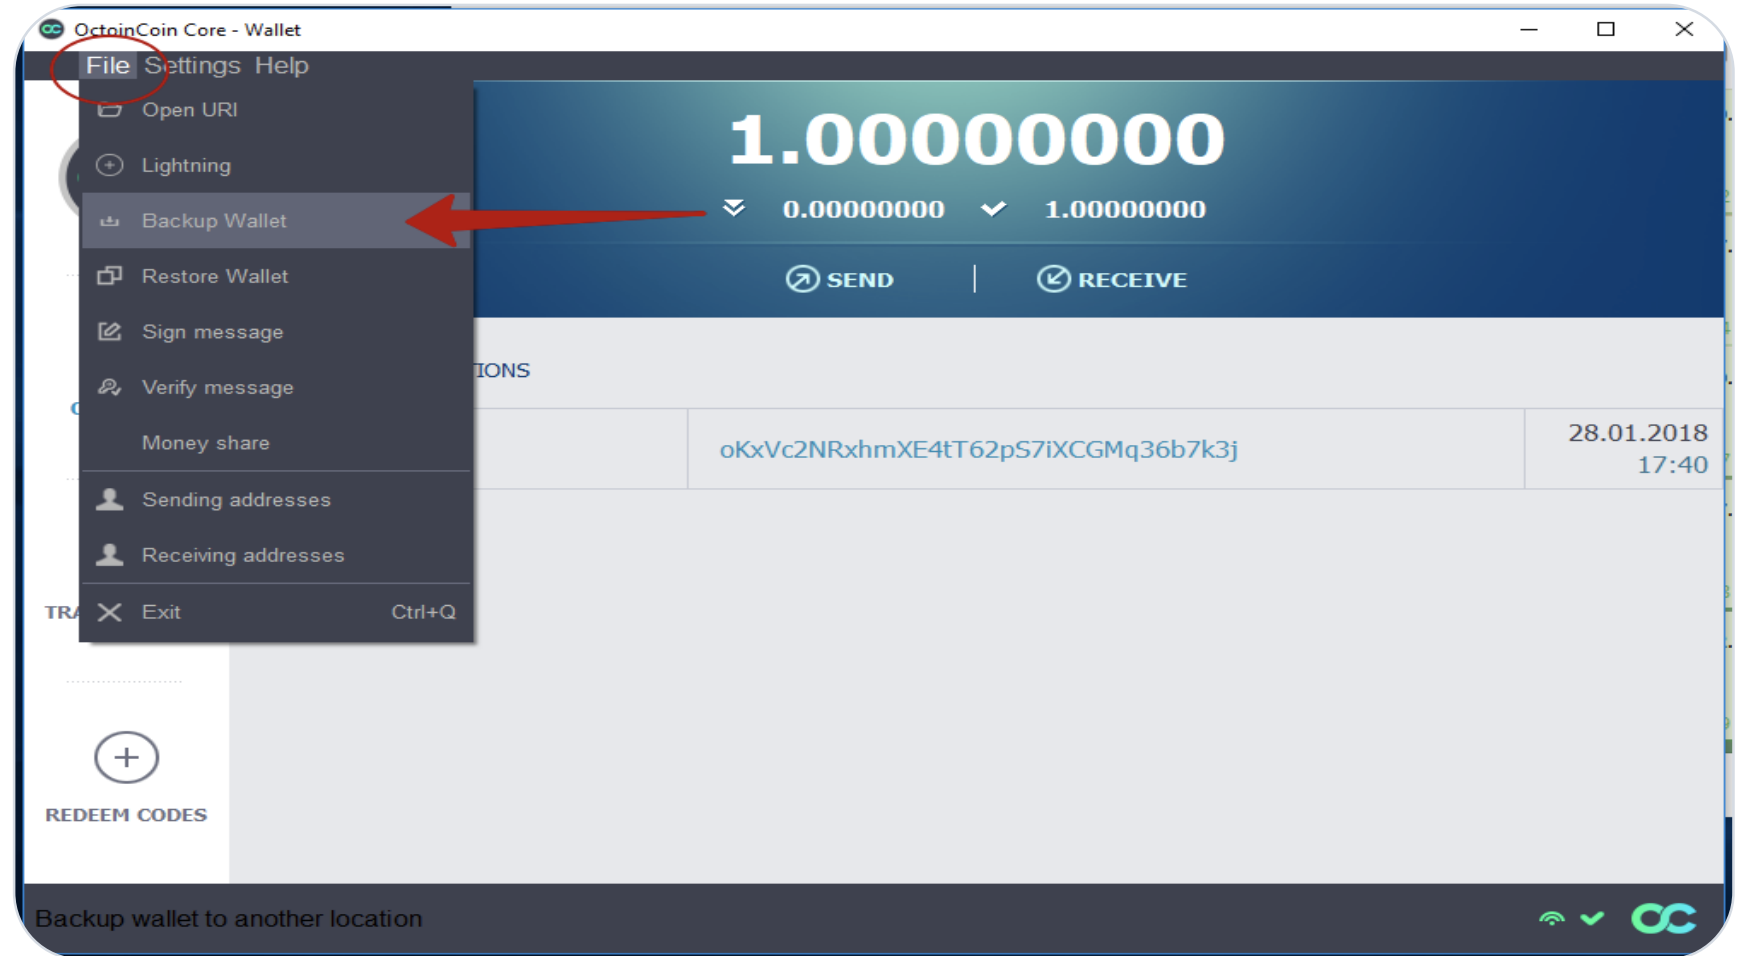 OctoinCoin Core - Wallet
File Settings Help
Open URI
Lightning
Backup Wallet
Restore Wallet
Sign message
Verify message
Money share
Sending addresses
Receiving addresses
Exit Ctrl+Q
1.00000000
0.00000000 1.00000000
SEND RECEIVE
IONS
oKxVc2NRxhmXE4tT62pS7iXCGMq36b7k3j
28.01.2018
17:40
TRA
REDEEM CODES
Backup wallet to another location